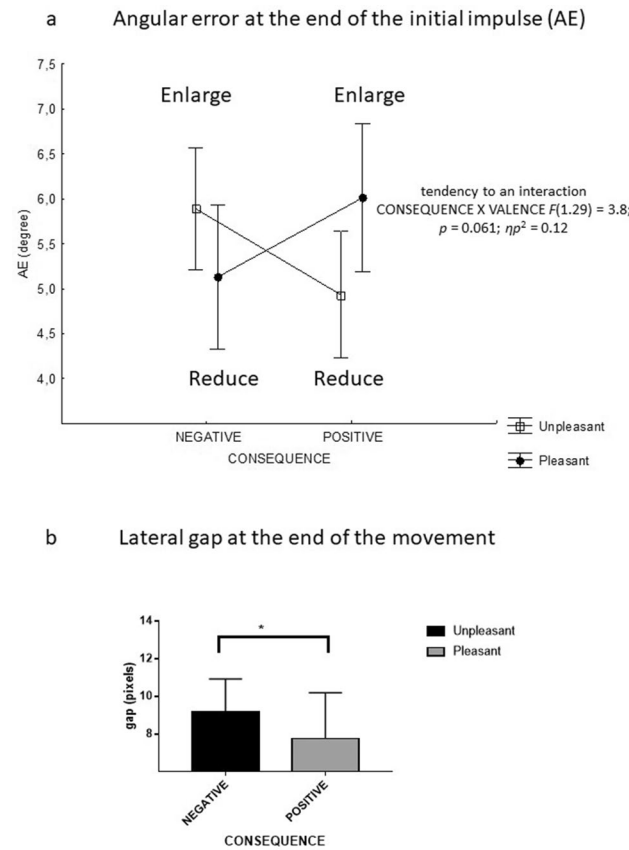 a Angular error at the end of the initial impulse (AE)
7,5
7,0
6,5
6,0
5,5
5,0
4,5
4,0
AE (degree)
Enlarge Enlarge
tendency to an interaction
CONSEQUENCE X VALENCE F(1.29) = 3.8;
p = 0.061; ηp² = 0.12
Reduce Reduce
NEGATIVE POSITIVE
CONSEQUENCE
Unpleasant
Pleasant
b Lateral gap at the end of the movement
14
12
10
8
gap (pixels)
*
Unpleasant
Pleasant
NEGATIVE POSITIVE
CONSEQUENCE